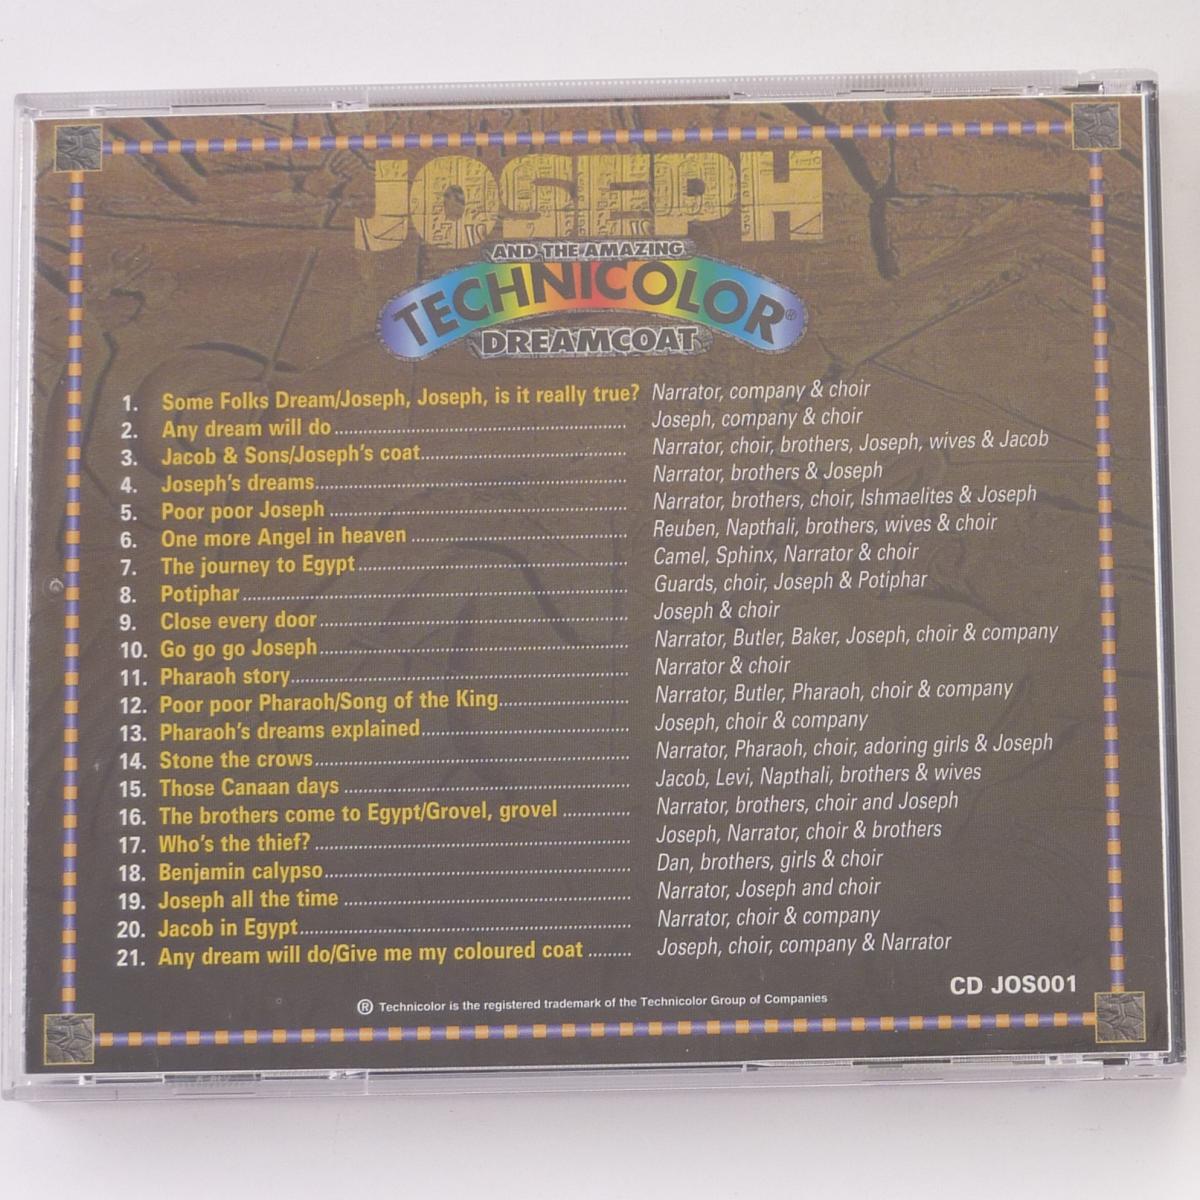 JOSEPH
AND THE AMAZING
TECHNICOLOR®
DREAMCOAT
1. Some Folks Dream/Joseph, Joseph, is it really true? Narrator, company & choir
2. Any dream will do Joseph, company & choir
3. Jacob & Sons/Joseph's coat Narrator, choir, brothers, Joseph, wives & Jacob
4. Joseph's dreams Narrator, brothers & Joseph
5. Poor poor Joseph Narrator, brothers, choir, Ishmaelites & Joseph
6. One more Angel in heaven Reuben, Napthali, brothers, wives & choir
7. The journey to Egypt Camel, Sphinx, Narrator & choir
8. Potiphar Guards, choir, Joseph & Potiphar
9. Close every door Joseph & choir
10. Go go go Joseph Narrator, Butler, Baker, Joseph, choir & company
11. Pharaoh story Narrator & choir
12. Poor poor Pharaoh/Song of the King Narrator, Butler, Pharaoh, choir & company
13. Pharaoh's dreams explained Joseph, choir & company
14. Stone the crows Narrator, Pharaoh, choir, adoring girls & Joseph
15. Those Canaan days Jacob, Levi, Napthali, brothers & wives
16. The brothers come to Egypt/Grovel, grovel Narrator, brothers, choir and Joseph
17. Who's the thief? Joseph, Narrator, choir & brothers
18. Benjamin calypso Dan, brothers, girls & choir
19. Joseph all the time Narrator, Joseph and choir
20. Jacob in Egypt Narrator, choir & company
21. Any dream will do/Give me my coloured coat Joseph, choir, company & Narrator
CD JOS001
® Technicolor is the registered trademark of the Technicolor Group of Companies